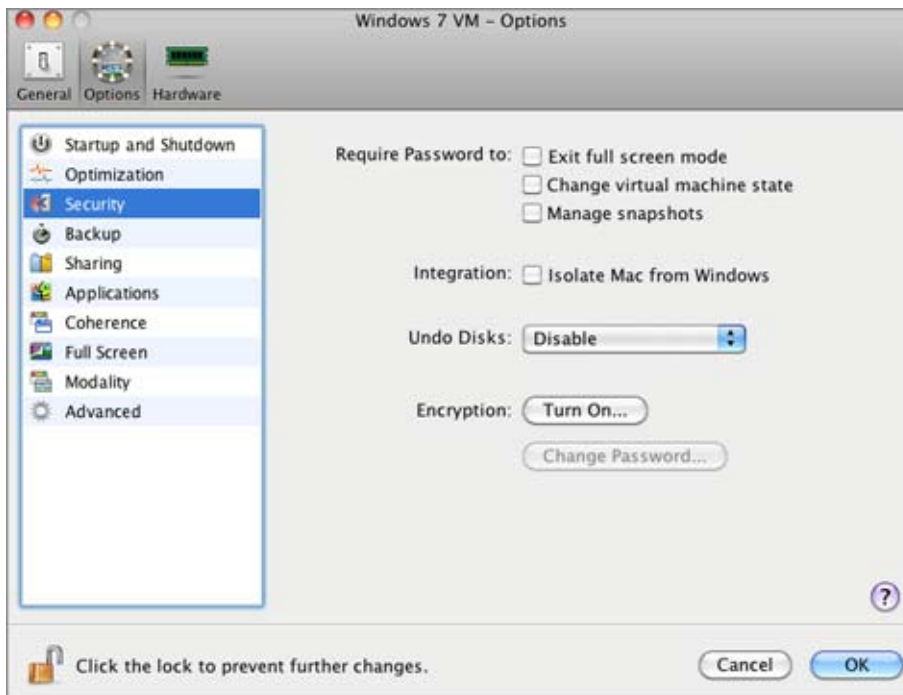 Windows 7 VM – Options
General Options Hardware
Startup and Shutdown
Optimization
Security
Backup
Sharing
Applications
Coherence
Full Screen
Modality
Advanced
Require Password to: Exit full screen mode
Change virtual machine state
Manage snapshots
Integration: Isolate Mac from Windows
Undo Disks: Disable
Encryption: Turn On...
Change Password...
?
Click the lock to prevent further changes.
Cancel OK